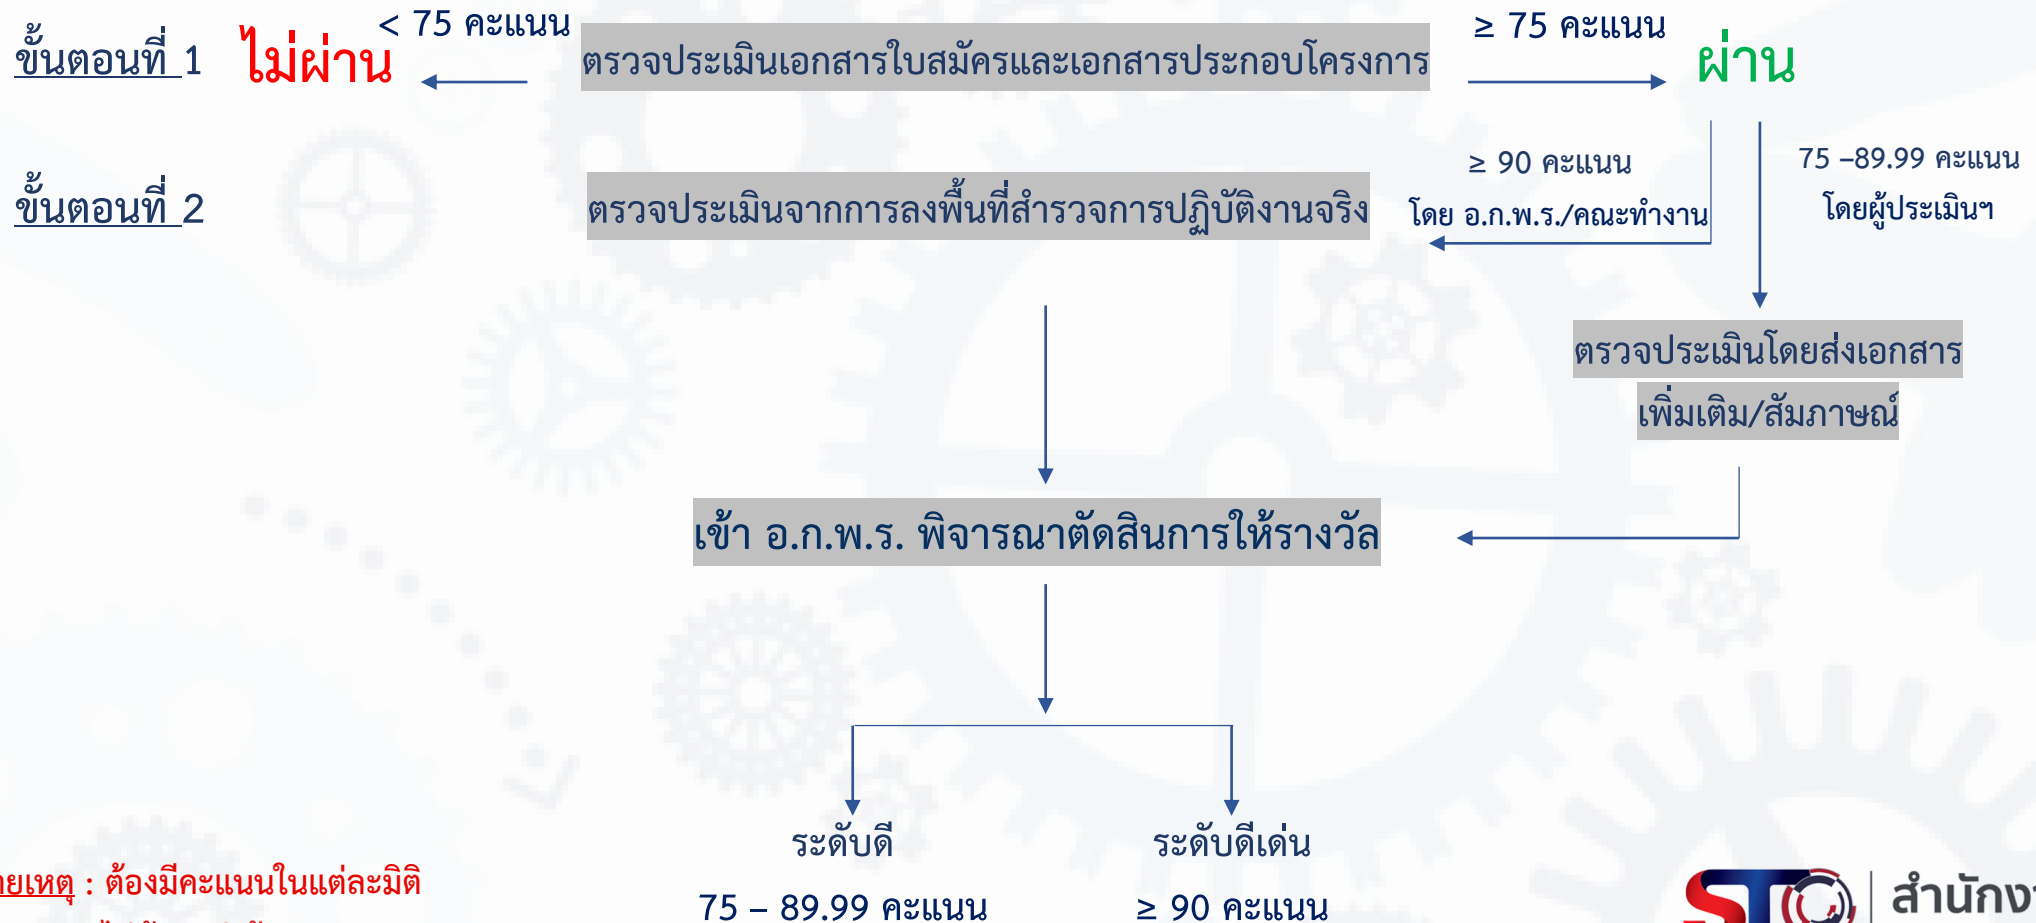 ขั้นตอนที่ 1
ไม่ผ่าน
< 75 คะแนน
ตรวจประเมินเอกสารใบสมัครและเอกสารประกอบโครงการ
≥ 75 คะแนน
ผ่าน
ขั้นตอนที่ 2
ตรวจประเมินจากการลงพื้นที่สำรวจการปฏิบัติงานจริง
≥ 90 คะแนน
โดย อ.ก.พ.ร./คณะทำงาน
75 –89.99 คะแนน
โดยผู้ประเมินฯ
ตรวจประเมินโดยส่งเอกสาร
เพิ่มเติม/สัมภาษณ์
เข้า อ.ก.พ.ร. พิจารณาตัดสินการให้รางวัล
ระดับดี
75 – 89.99 คะแนน
ระดับดีเด่น
≥ 90 คะแนน
ายเหตุ : ต้องมีคะแนนในแต่ละมิติ
สำนักง